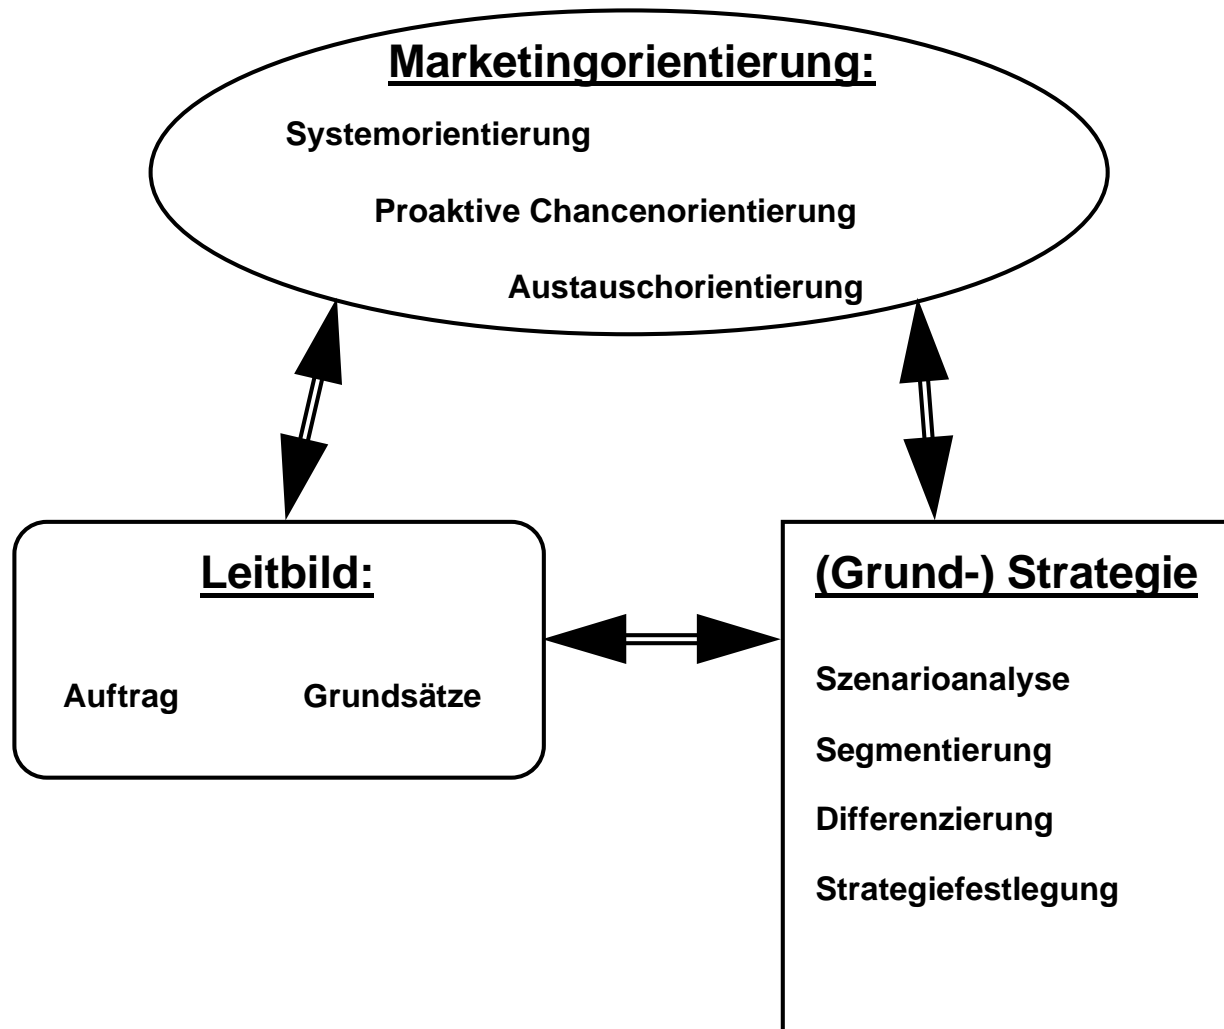 Marketingorientierung:
Systemorientierung
Proaktive Chancenorientierung
Austauschorientierung
Leitbild:
Auftrag Grundsätze
(Grund-) Strategie
Szenarioanalyse
Segmentierung
Differenzierung
Strategiefestlegung